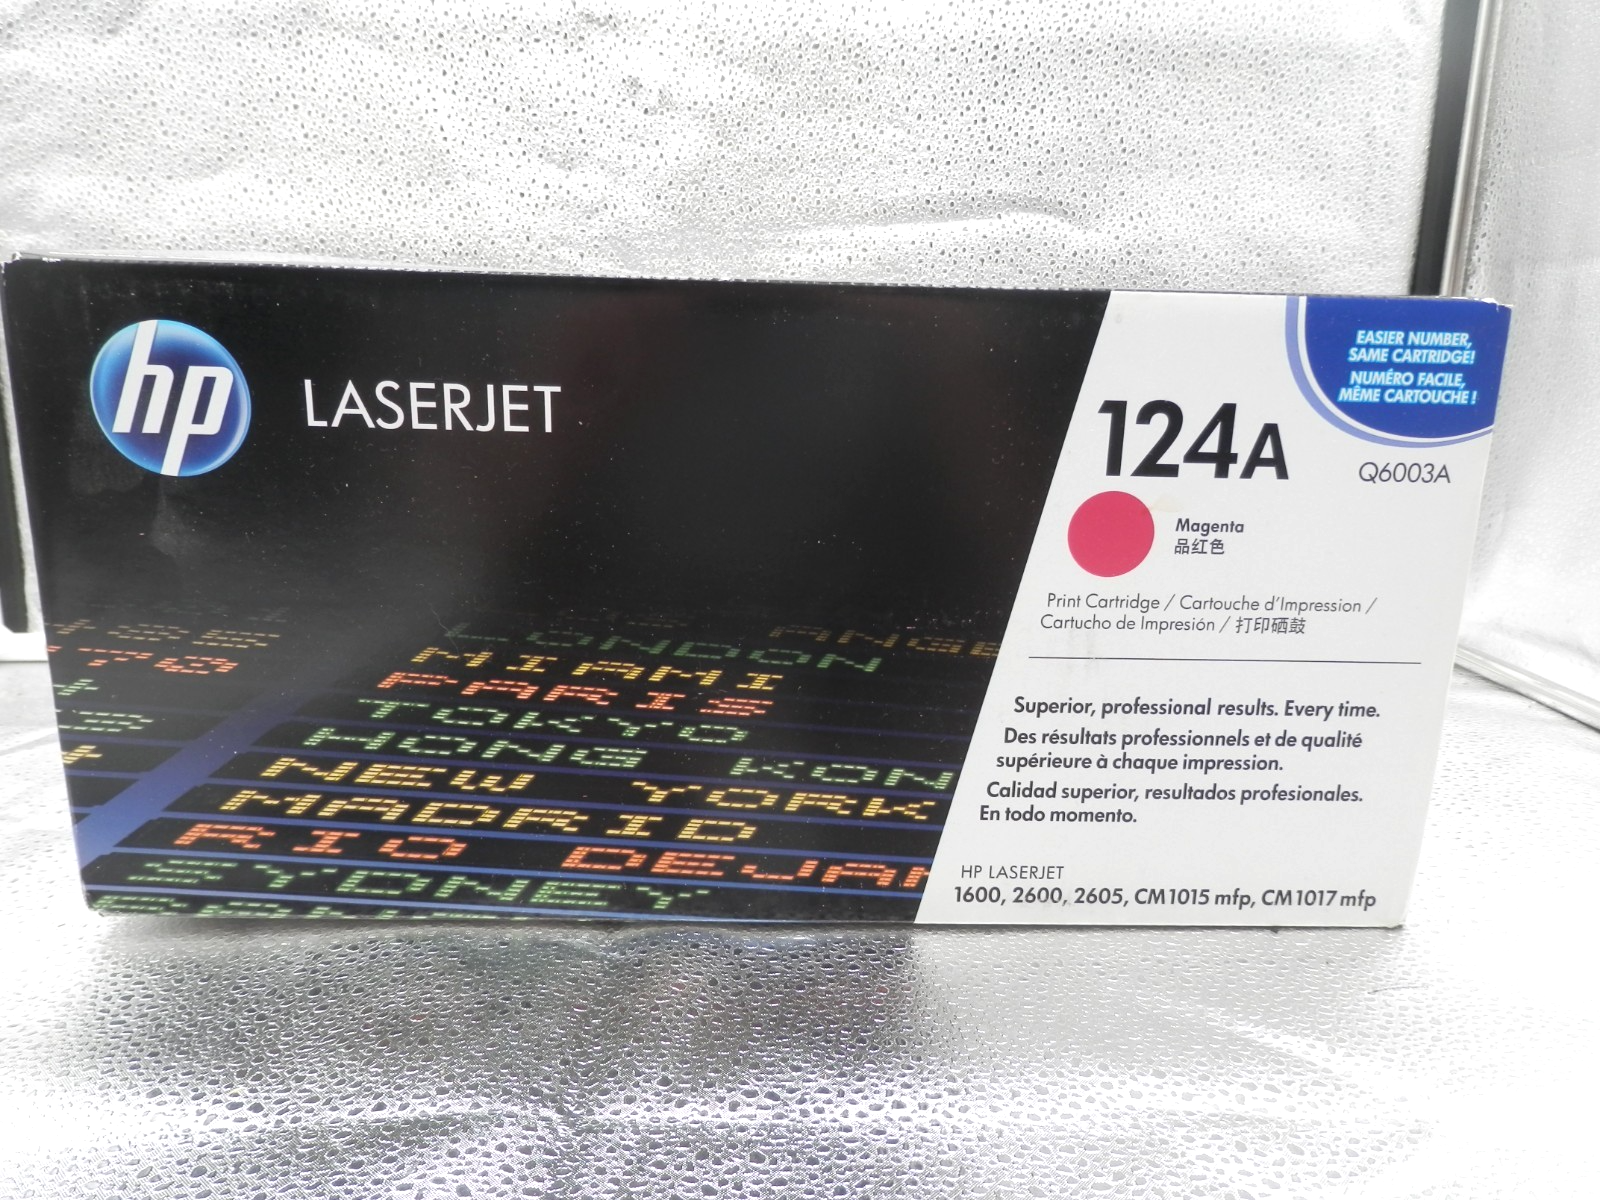 hp
LASERJET
EASIER NUMBER,
SAME CARTRIDGE!
NUMÉRO FACILE,
MÊME CARTOUCHE !
124A
Q6003A
Magenta
品红色
Print Cartridge / Cartouche d'Impression /
Cartucho de Impresión / 打印硒鼓
Superior, professional results. Every time.
Des résultats professionnels et de qualité
supérieure à chaque impression.
Calidad superior, resultados profesionales.
En todo momento.
HP LASERJET
1600, 2600, 2605, CM1015 mfp, CM1017 mfp
LONDON
MIAMI
PARIS
TOKYO
HONG KON
NEW YORK
MADRID
RIO DEJAN
SYDNEY